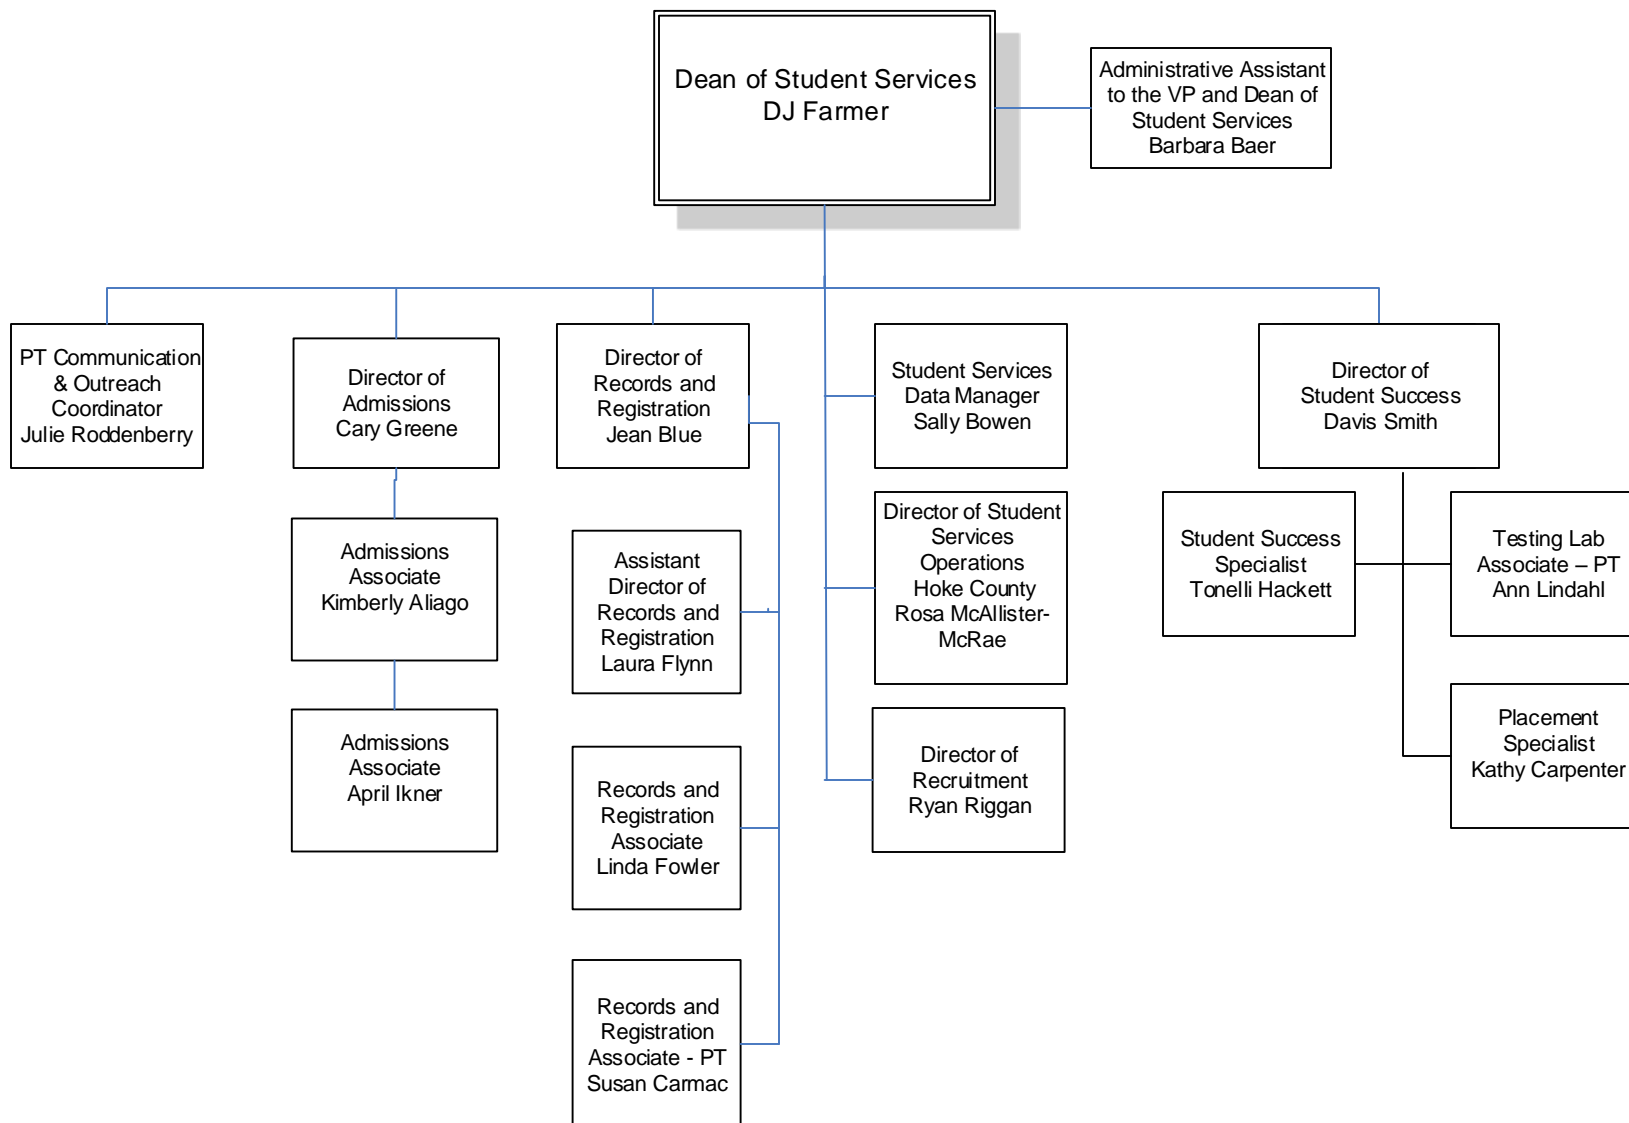 Dean of Student Services
DJ Farmer
Administrative Assistant
to the VP and Dean of
Student Services
Barbara Baer
PT Communication
& Outreach
Coordinator
Julie Roddenberry
Director of
Admissions
Cary Greene
Admissions
Associate
Kimberly Aliago
Admissions
Associate
April Ikner
Director of
Records and
Registration
Jean Blue
Assistant
Director of
Records and
Registration
Laura Flynn
Records and
Registration
Associate
Linda Fowler
Records and
Registration
Associate - PT
Susan Carmac
Student Services
Data Manager
Sally Bowen
Director of Student
Services
Operations
Hoke County
Rosa McAllister-
McRae
Director of
Recruitment
Ryan Riggan
Director of
Student Success
Davis Smith
Student Success
Specialist
Tonelli Hackett
Testing Lab
Associate – PT
Ann Lindahl
Placement
Specialist
Kathy Carpenter